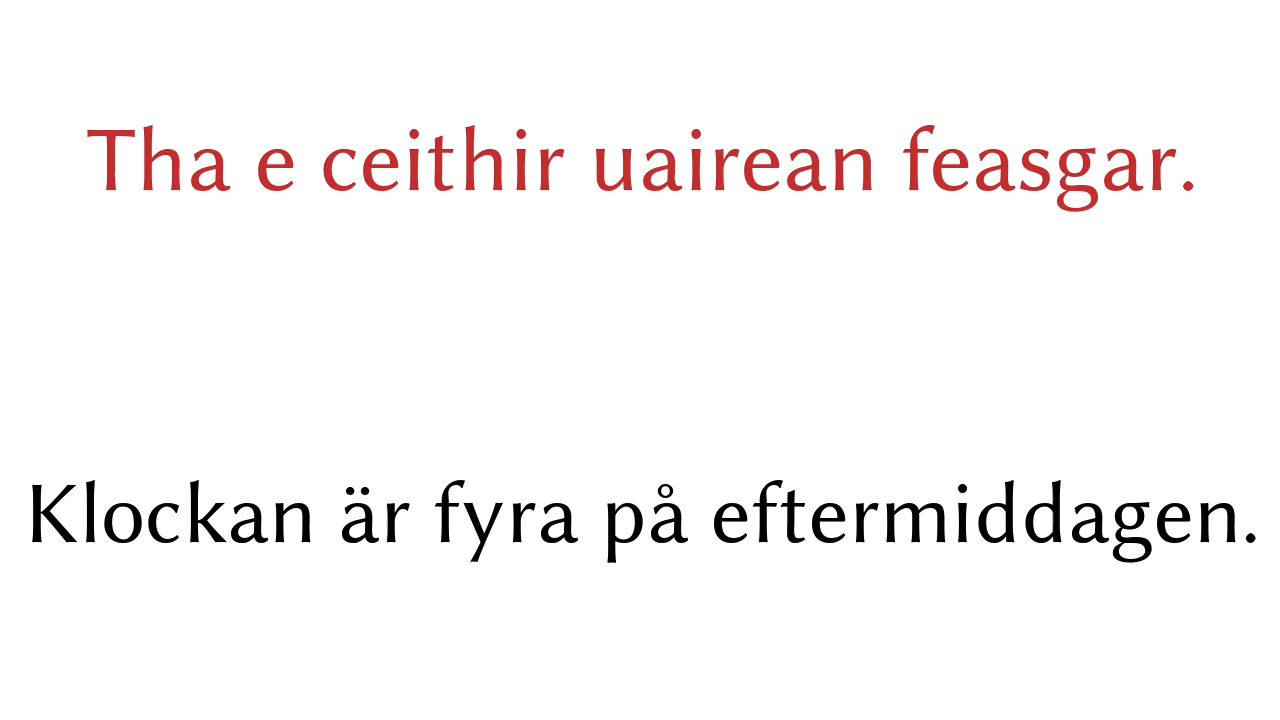 Tha e ceithir uairean feasgar.
Klockan är fyra på eftermiddagen.